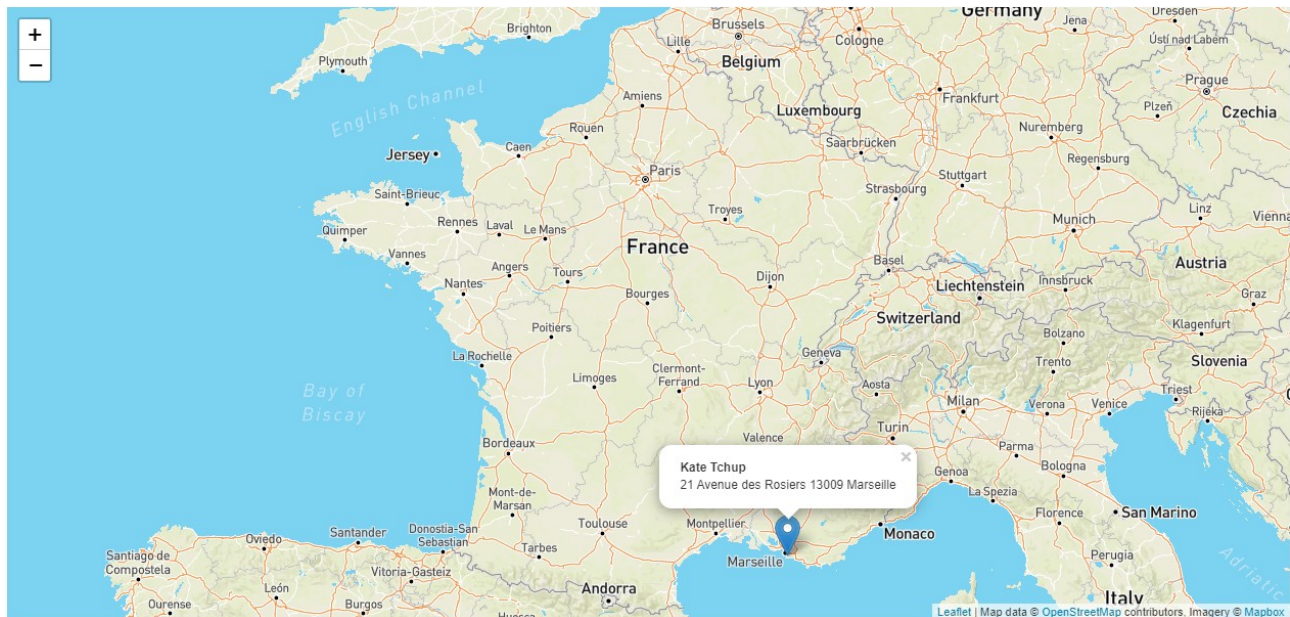 +
−
Germany
Dresden
Brussels
Jena
Brighton
Cologne
Lille
Ústí nad Labem
Plymouth
Belgium
Prague
English Channel
Amiens
Frankfurt
Luxembourg
Plzeň
Czechia
Rouen
Nuremberg
Jersey
Caen
Saarbrücken
Paris
Regensburg
Stuttgart
Saint-Brieuc
Strasbourg
Troyes
Linz
Vienna
Quimper
Rennes
Laval
Le Mans
Munich
France
Vannes
Basel
Austria
Angers
Tours
Dijon
Nantes
Liechtenstein
Innsbruck
Bourges
Graz
Switzerland
Poitiers
Klagenfurt
Bolzano
La Rochelle
Geneva
Slovenia
Clermont-
Ferrand
Trento
Limoges
Lyon
Aosta
Bay of
Biscay
Milan
Verona
Venice
Triest
Rijeka
Turin
Bordeaux
Valence
Parma
Kate Tchup
×
21 Avenue des Rosiers 13009 Marseille
Genoa
Bologna
Mont-de-
Marsan
La Spezia
Florence
San Marino
Toulouse
Montpellier
Monaco
Santander
Donostia-San
Sebastian
Oviedo
Santiago de
Compostela
Tarbes
Marseille
Perugia
Adriatic
Vitoria-Gasteiz
León
Andorra
Ourense
Burgos
Huesca
Italy
Leaflet | Map data © OpenStreetMap contributors, Imagery © Mapbox